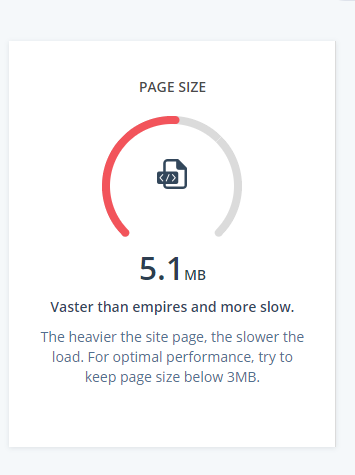 PAGE SIZE
</>
5.1MB
Vaster than empires and more slow.
The heavier the site page, the slower the
load. For optimal performance, try to
keep page size below 3MB.